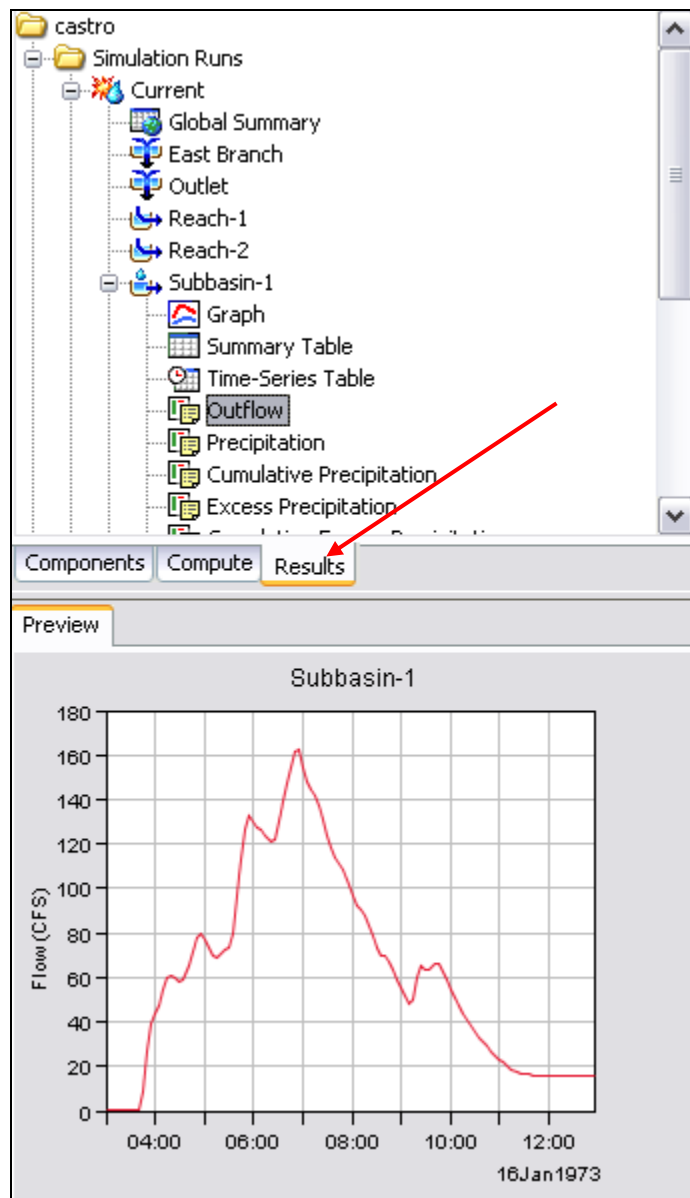 castro
Simulation Runs
Current
Global Summary
East Branch
Outlet
Reach-1
Reach-2
Subbasin-1
Graph
Summary Table
Time-Series Table
Outflow
Precipitation
Cumulative Precipitation
Excess Precipitation
Components Compute Results
Preview
Subbasin-1
180
160
140
120
100
80
60
40
20
0
Flow (CFS)
04:00 06:00 08:00 10:00 12:00
16Jan1973